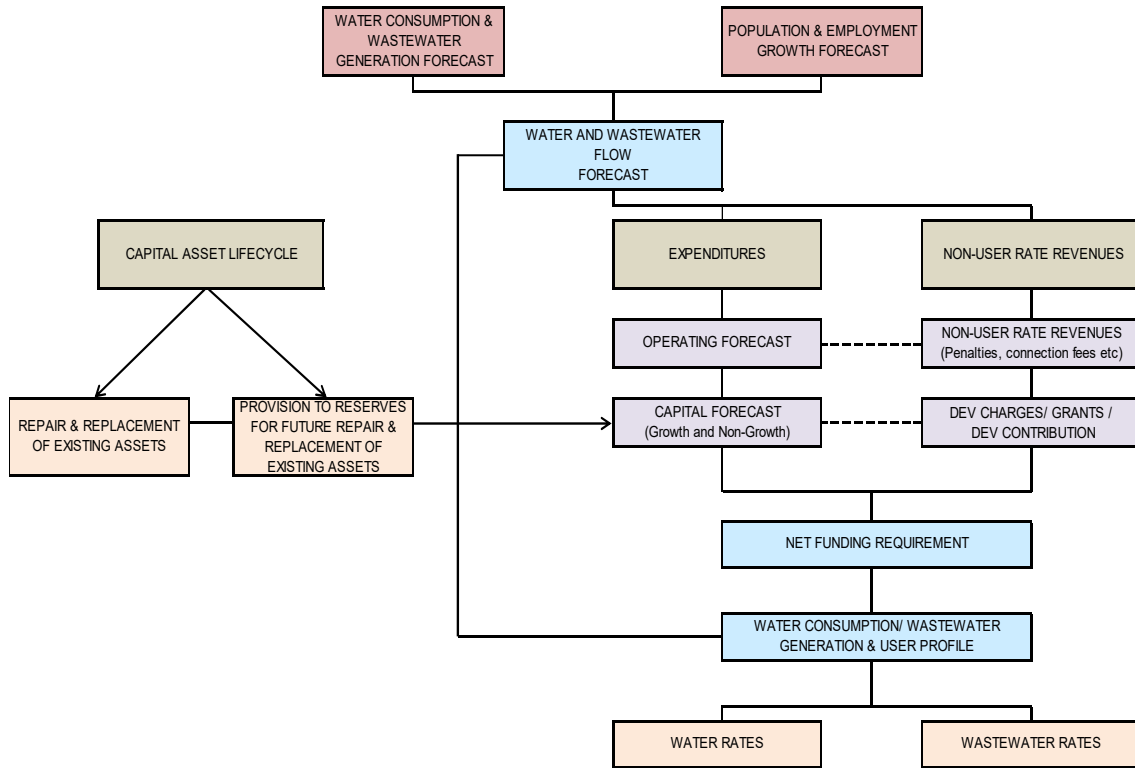 WATER CONSUMPTION &
WASTEWATER
GENERATION FORECAST
POPULATION & EMPLOYMENT
GROWTH FORECAST
WATER AND WASTEWATER
FLOW
FORECAST
CAPITAL ASSET LIFECYCLE
EXPENDITURES
NON-USER RATE REVENUES
OPERATING FORECAST
NON-USER RATE REVENUES
(Penalties, connection fees etc)
REPAIR & REPLACEMENT
OF EXISTING ASSETS
PROVISION TO RESERVES
FOR FUTURE REPAIR &
REPLACEMENT OF
EXISTING ASSETS
CAPITAL FORECAST
(Growth and Non-Growth)
DEV CHARGES/ GRANTS /
DEV CONTRIBUTION
NET FUNDING REQUIREMENT
WATER CONSUMPTION/ WASTEWATER
GENERATION & USER PROFILE
WATER RATES
WASTEWATER RATES